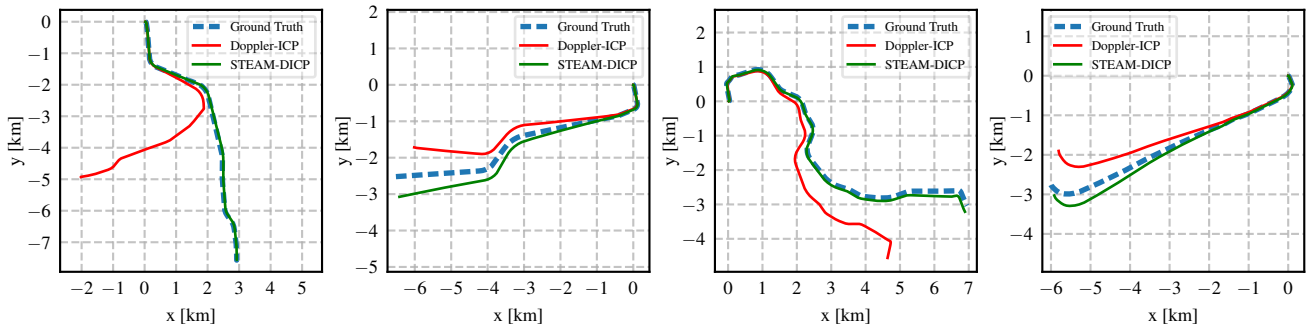 0
−1
−2
−3
−4
−5
−6
−7
y [km]
−2 −1 0 1 2 3 4 5
x [km]
Ground Truth
Doppler-ICP
STEAM-DICP
2
1
0
−1
−2
−3
−4
−5
y [km]
−6 −5 −4 −3 −2 −1 0
x [km]
Ground Truth
Doppler-ICP
STEAM-DICP
2
1
0
−1
−2
−3
−4
y [km]
0 1 2 3 4 5 6 7
x [km]
Ground Truth
Doppler-ICP
STEAM-DICP
1
0
−1
−2
−3
−4
y [km]
−6 −5 −4 −3 −2 −1 0
x [km]
Ground Truth
Doppler-ICP
STEAM-DICP